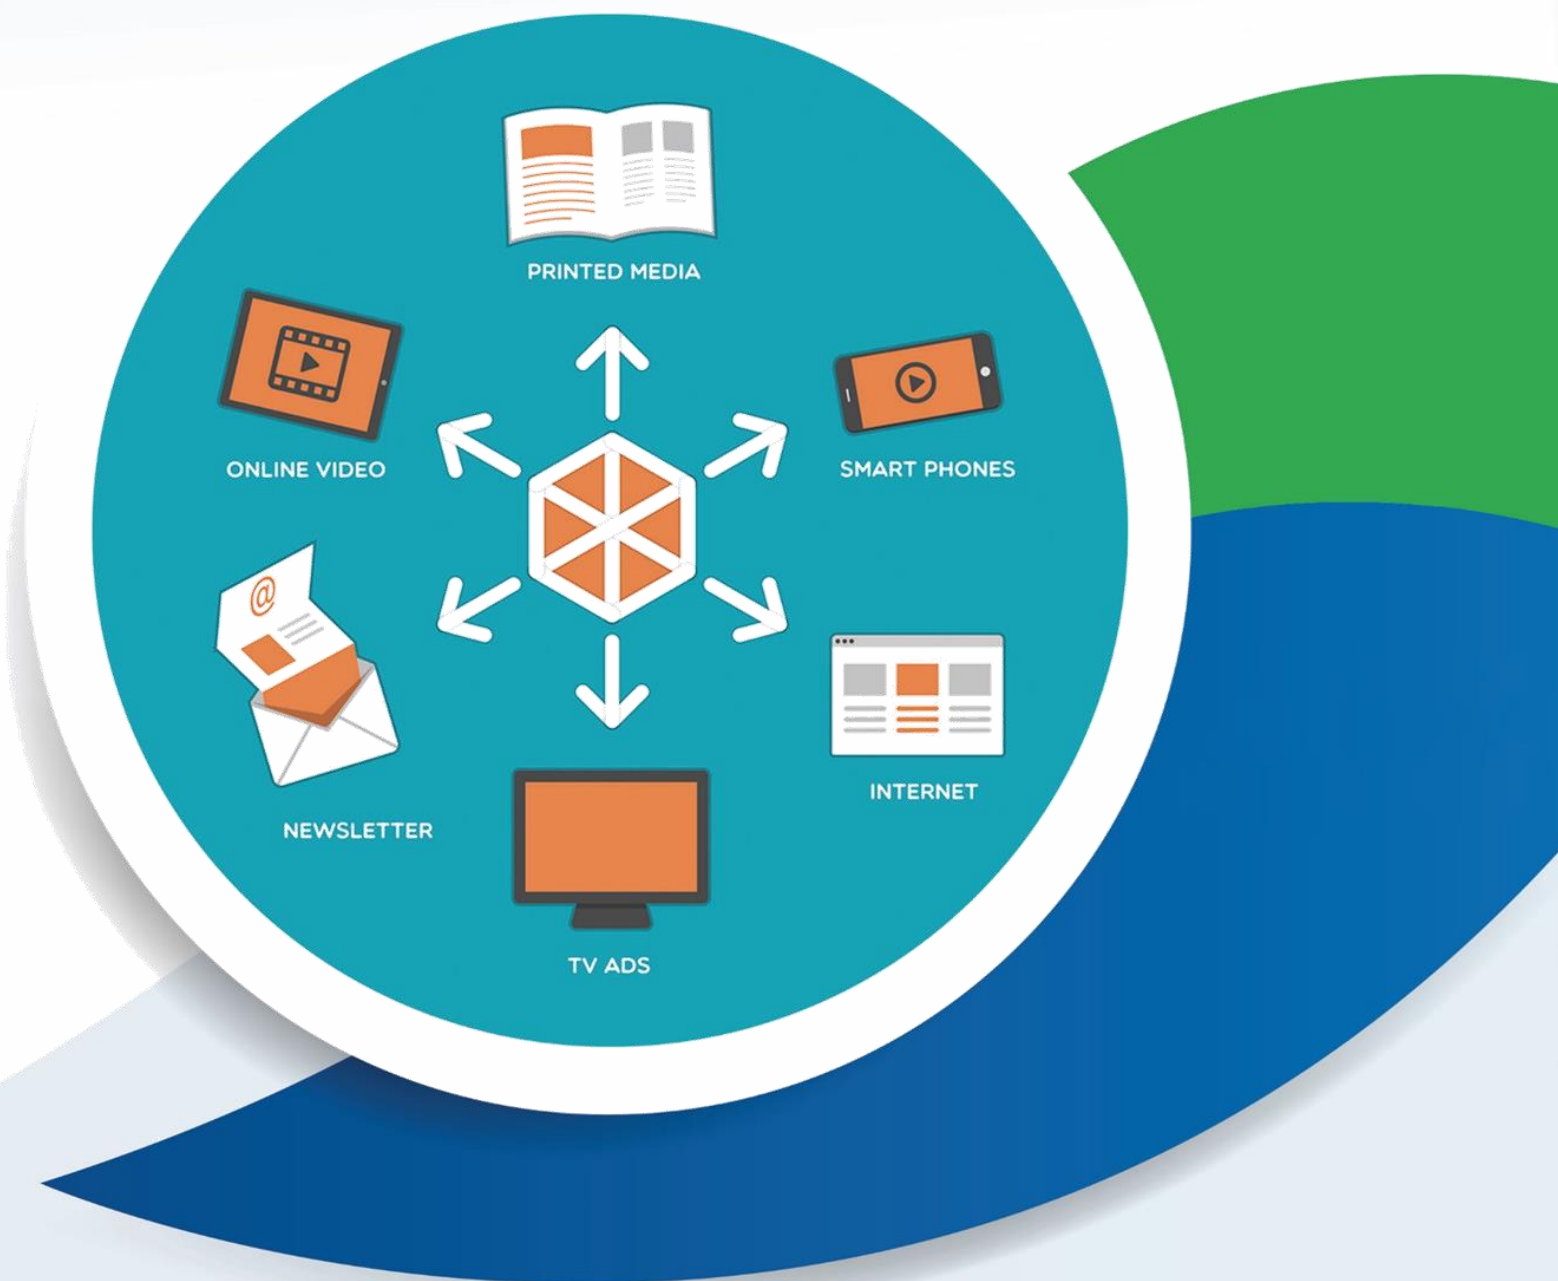 PRINTED MEDIA
ONLINE VIDEO
SMART PHONES
@
INTERNET
NEWSLETTER
TV ADS